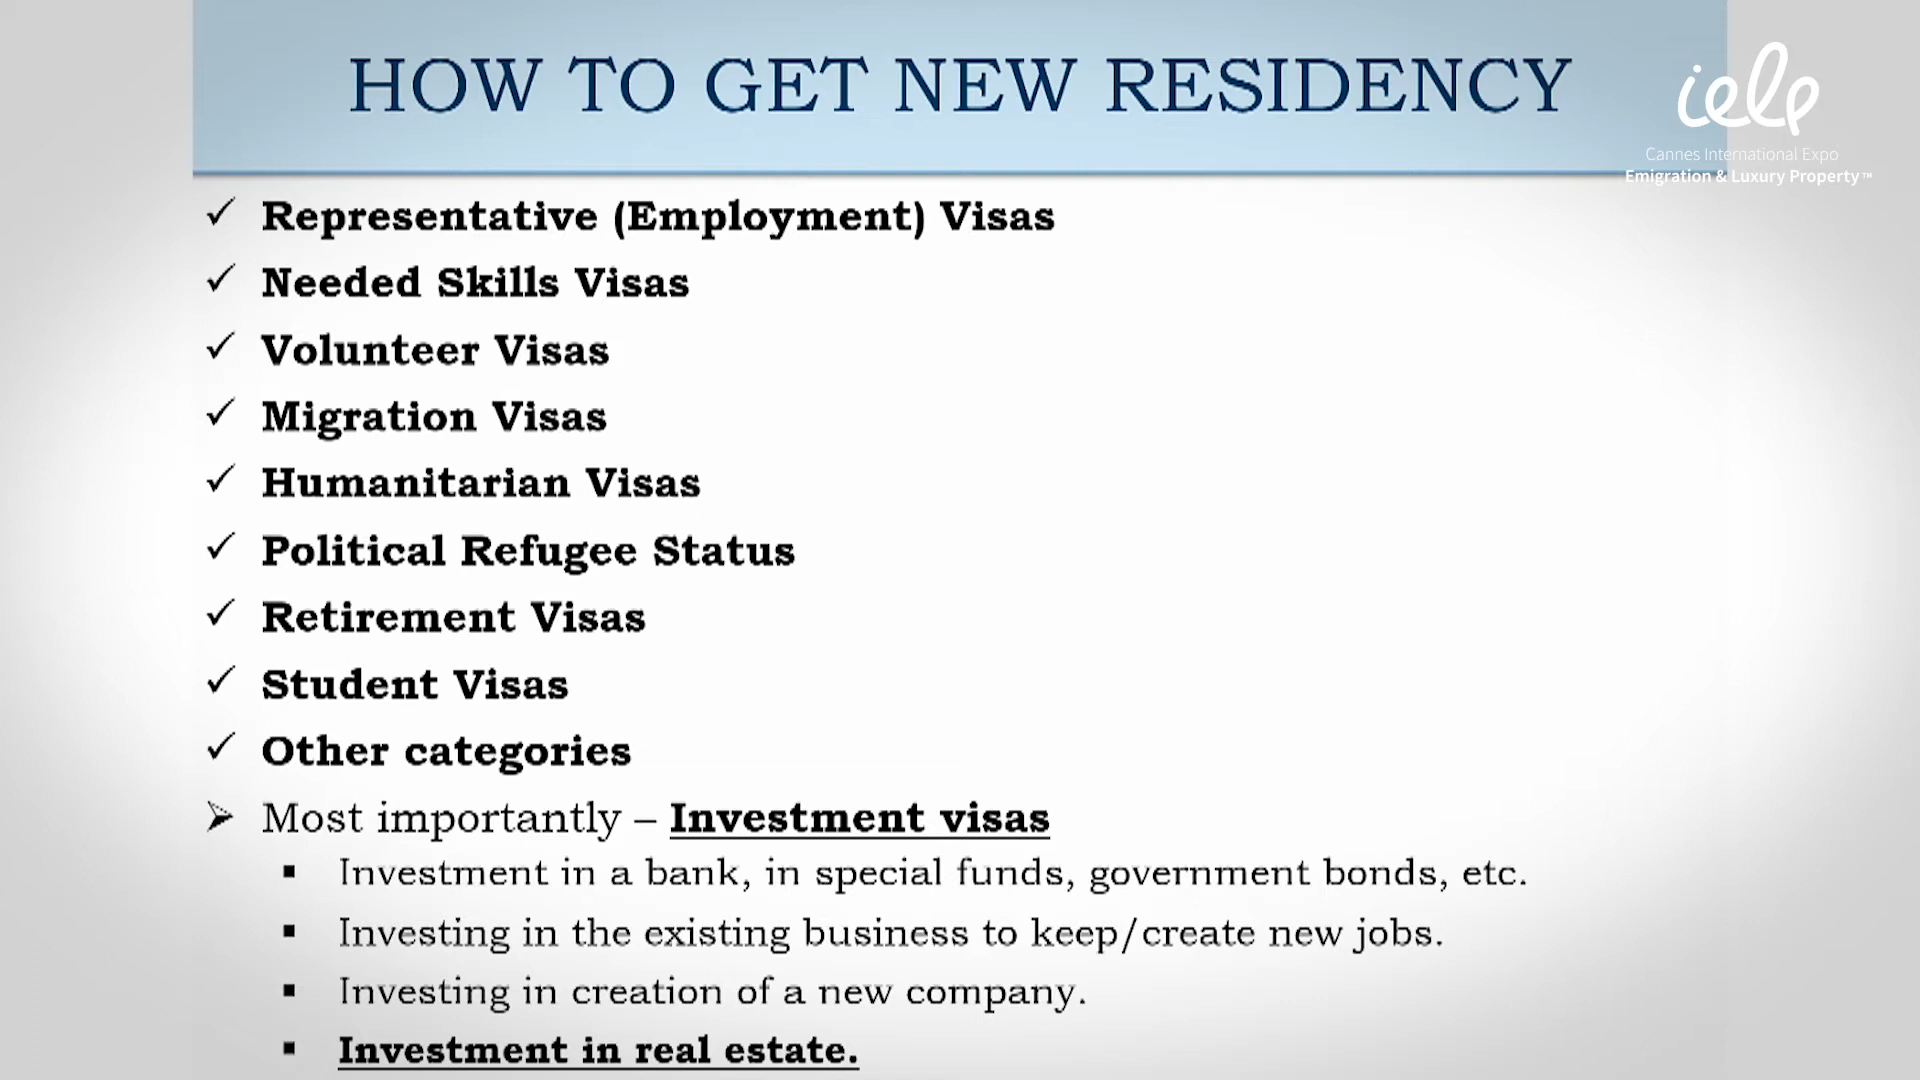 HOW TO GET NEW RESIDENCY
ielp
Cannes International Expo
Emigration & Luxury Property™
✓ Representative (Employment) Visas
✓ Needed Skills Visas
✓ Volunteer Visas
✓ Migration Visas
✓ Humanitarian Visas
✓ Political Refugee Status
✓ Retirement Visas
✓ Student Visas
✓ Other categories
➢ Most importantly – Investment visas
▪ Investment in a bank, in special funds, government bonds, etc.
▪ Investing in the existing business to keep/create new jobs.
▪ Investing in creation of a new company.
▪ Investment in real estate.